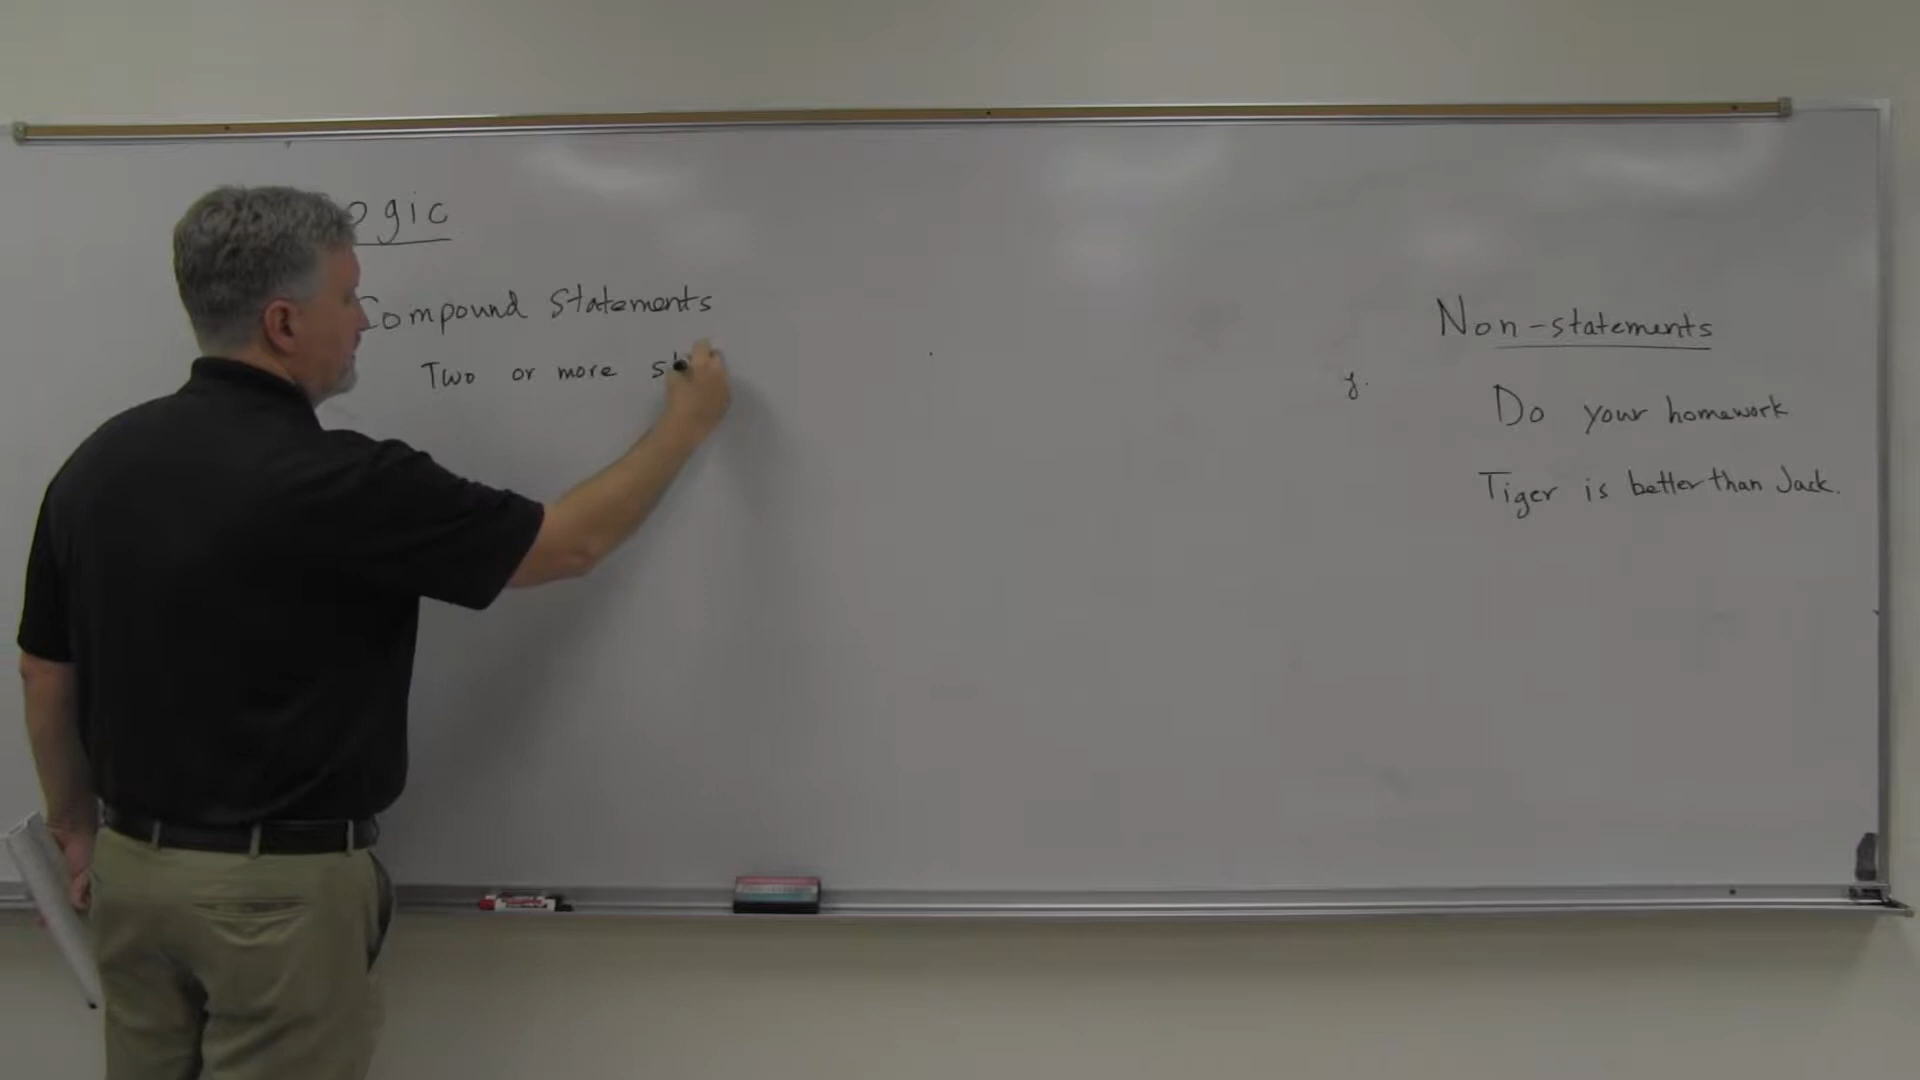 ogic
Compound Statements
Two or more st
Non-statements
y.
Do your homework
Tiger is better than Jack.